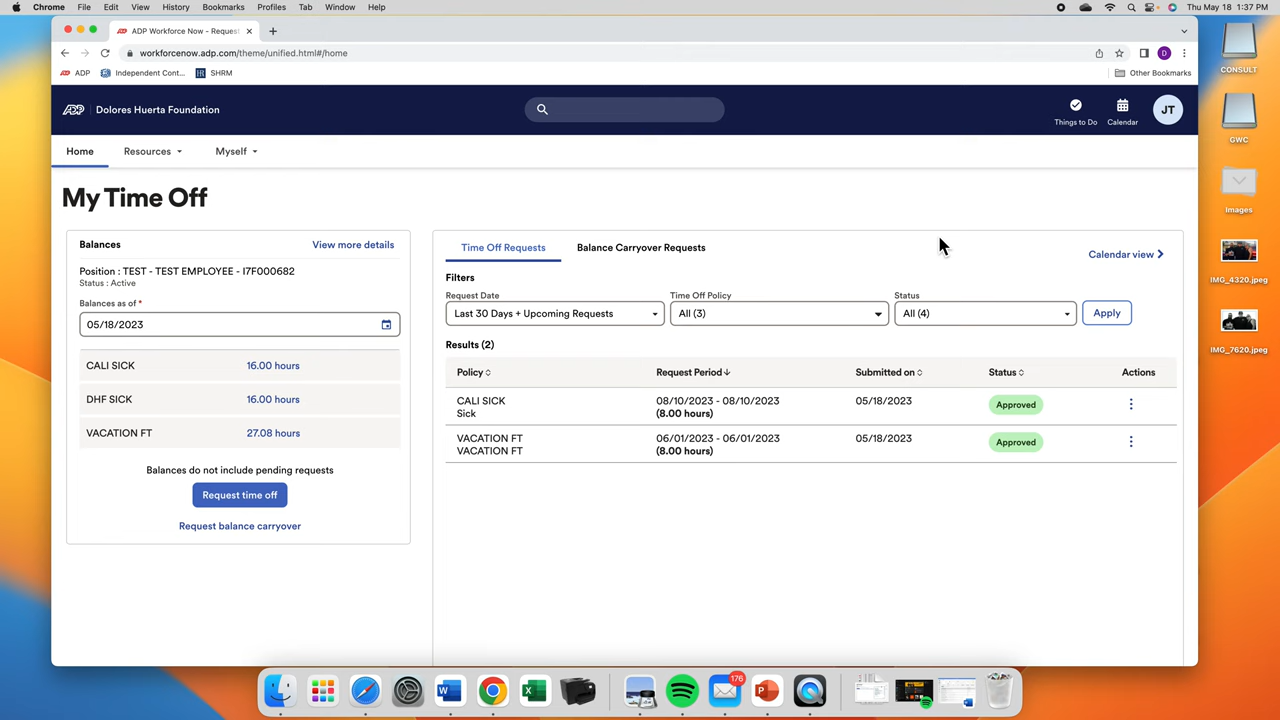 Chrome File Edit View History Bookmarks Profiles Tab Window Help Thu May 18 1:37 PM
ADP Workforce Now - Reques
workforcenow.adp.com/theme/unified.html#/home
D
ADP Independent Cont... SHRM Other Bookmarks
ADP Dolores Huerta Foundation
Things to Do Calendar JT
Home Resources Myself
My Time Off
Balances View more details
Position : TEST - TEST EMPLOYEE - I7F000682
Status : Active
Balances as of *
05/18/2023
CALI SICK 16.00 hours
DHF SICK 16.00 hours
VACATION FT 27.08 hours
Balances do not include pending requests
Request time off
Request balance carryover
Time Off Requests Balance Carryover Requests
Calendar view
Filters
Request Date Time Off Policy Status
Last 30 Days + Upcoming Requests All (3) All (4) Apply
Results (2)
Policy Request Period Submitted on Status Actions
CALI SICK 08/10/2023 - 08/10/2023 05/18/2023 Approved
Sick (8.00 hours)
VACATION FT 06/01/2023 - 06/01/2023 05/18/2023 Approved
VACATION FT (8.00 hours)
CONSULT
GWC
images
IMG_4320.jpeg
IMG_7620.jpeg
176